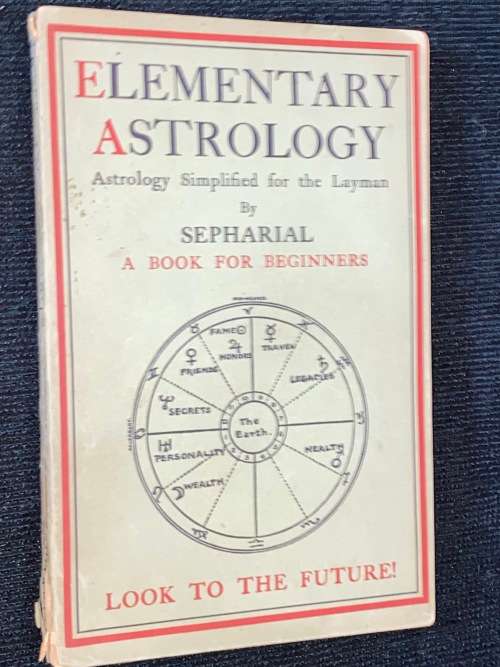 ELEMENTARY
ASTROLOGY
Astrology Simplified for the Layman
By
SEPHARIAL
A BOOK FOR BEGINNERS
FAME
HONORS
TRAVEL
FRIENDS
LEGACIES
SECRETS
The
Earth.
PERSONALITY
HEALTH
WEALTH
LOOK TO THE FUTURE!